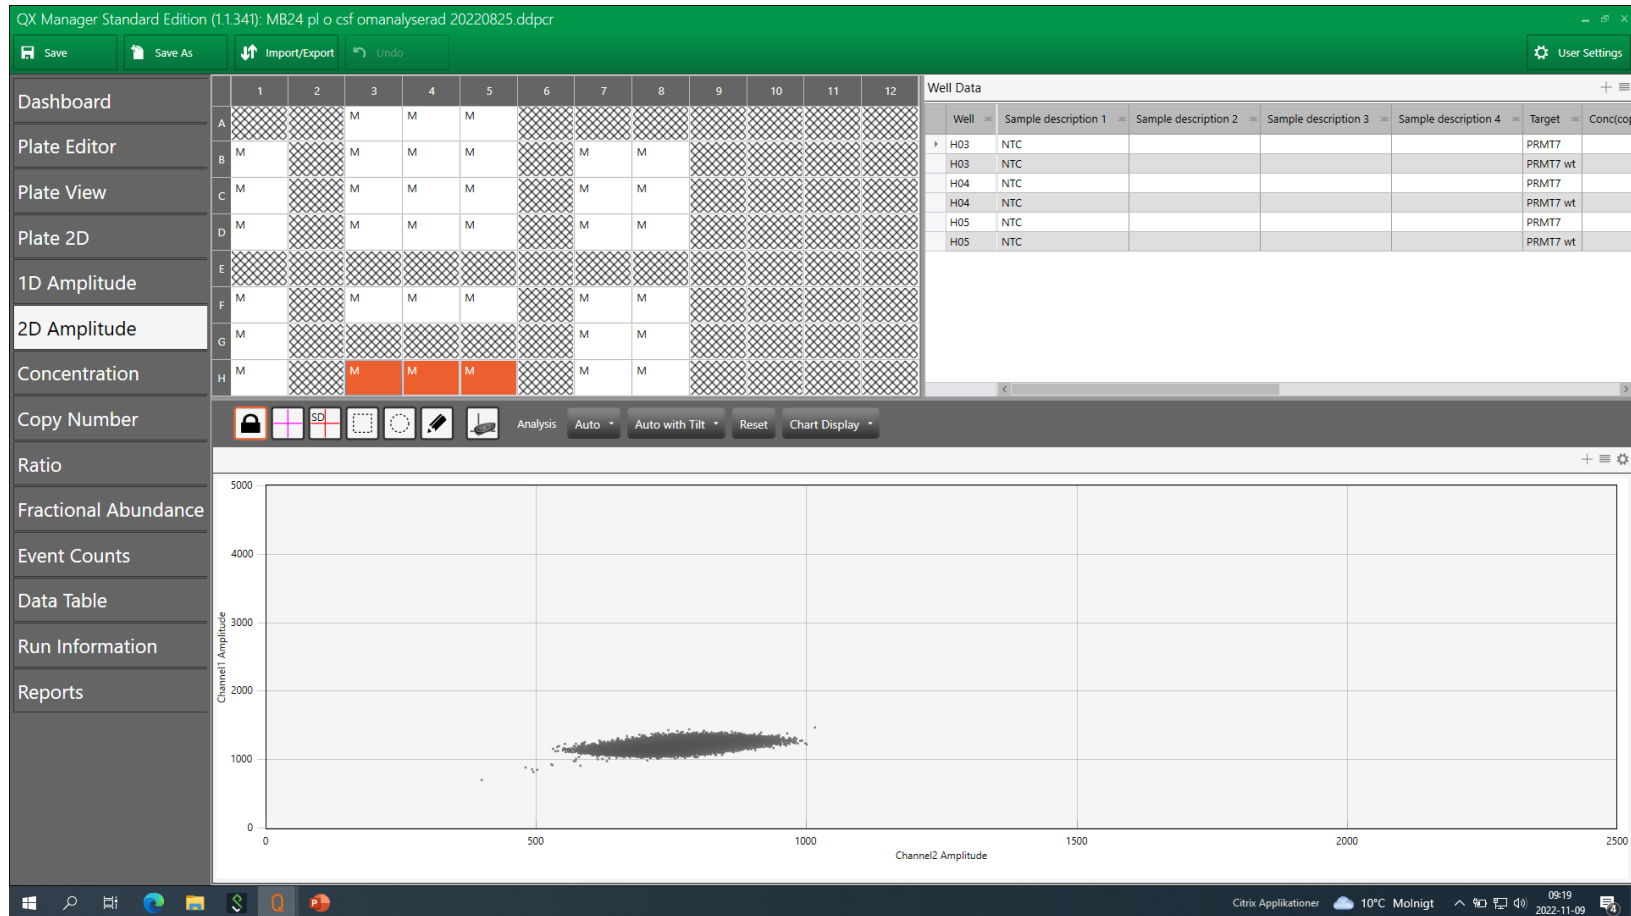 QX Manager Standard Edition (1.1.341): MB24 pl o csf omanalyserad 20220825.ddpcr
Save
Save As
Import/Export
Undo
User Settings
Dashboard
Plate Editor
Plate View
Plate 2D
1D Amplitude
2D Amplitude
Concentration
Copy Number
Ratio
Fractional Abundance
Event Counts
Data Table
Run Information
Reports
1 2 3 4 5 6 7 8 9 10 11 12
A M M M
B M M M M M M
C M M M M M M
D M M M M M M
E
F M M M M M M
G M M M
H M M M M M M
Well Data
Well Sample description 1 Sample description 2 Sample description 3 Sample description 4 Target Conc(cop
H03 NTC PRMT7
H03 NTC PRMT7 wt
H04 NTC PRMT7
H04 NTC PRMT7 wt
H05 NTC PRMT7
H05 NTC PRMT7 wt
SD
Analysis
Auto
Auto with Tilt
Reset
Chart Display
5000
4000
3000
2000
1000
0
Channel1 Amplitude
0 500 1000 1500 2000 2500
Channel2 Amplitude
Citrix Applikationer
10°C Molnigt
09:19
2022-11-09
4